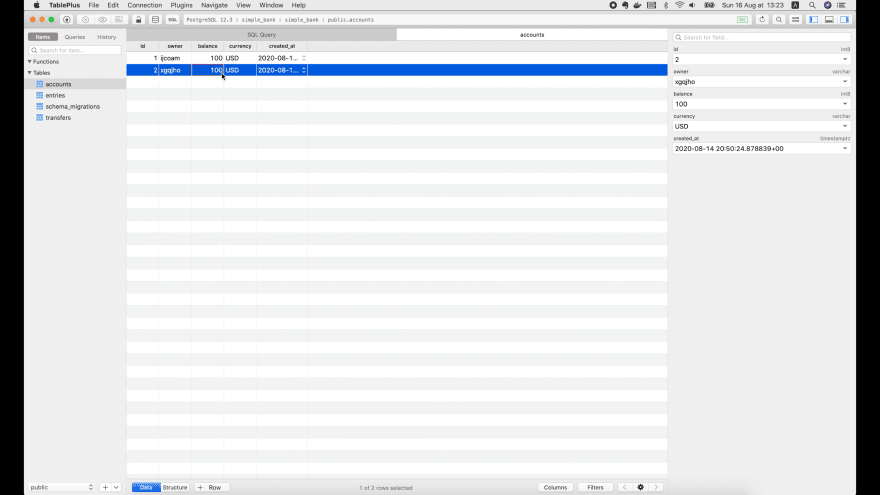 TablePlus File Edit Connection Plugins Navigate View Window Help Sun 16 Aug at 13:23
SQL PostgreSQL 12.3 : simple_bank : simple_bank : public.accounts
Items Queries History
SQL Query
accounts
Search for item...
id owner balance currency created_at
Functions
1 ijcoam 100 USD 2020-08-1...
Tables
2 xgqjho 100 USD 2020-08-1...
accounts
entries
schema_migrations
transfers
Search for field...
id int8
2
owner varchar
xgqjho
balance int8
100
currency varchar
USD
created_at timestamptz
2020-08-14 20:50:24.878839+00
public
Data Structure + Row
1 of 2 rows selected
Columns Filters